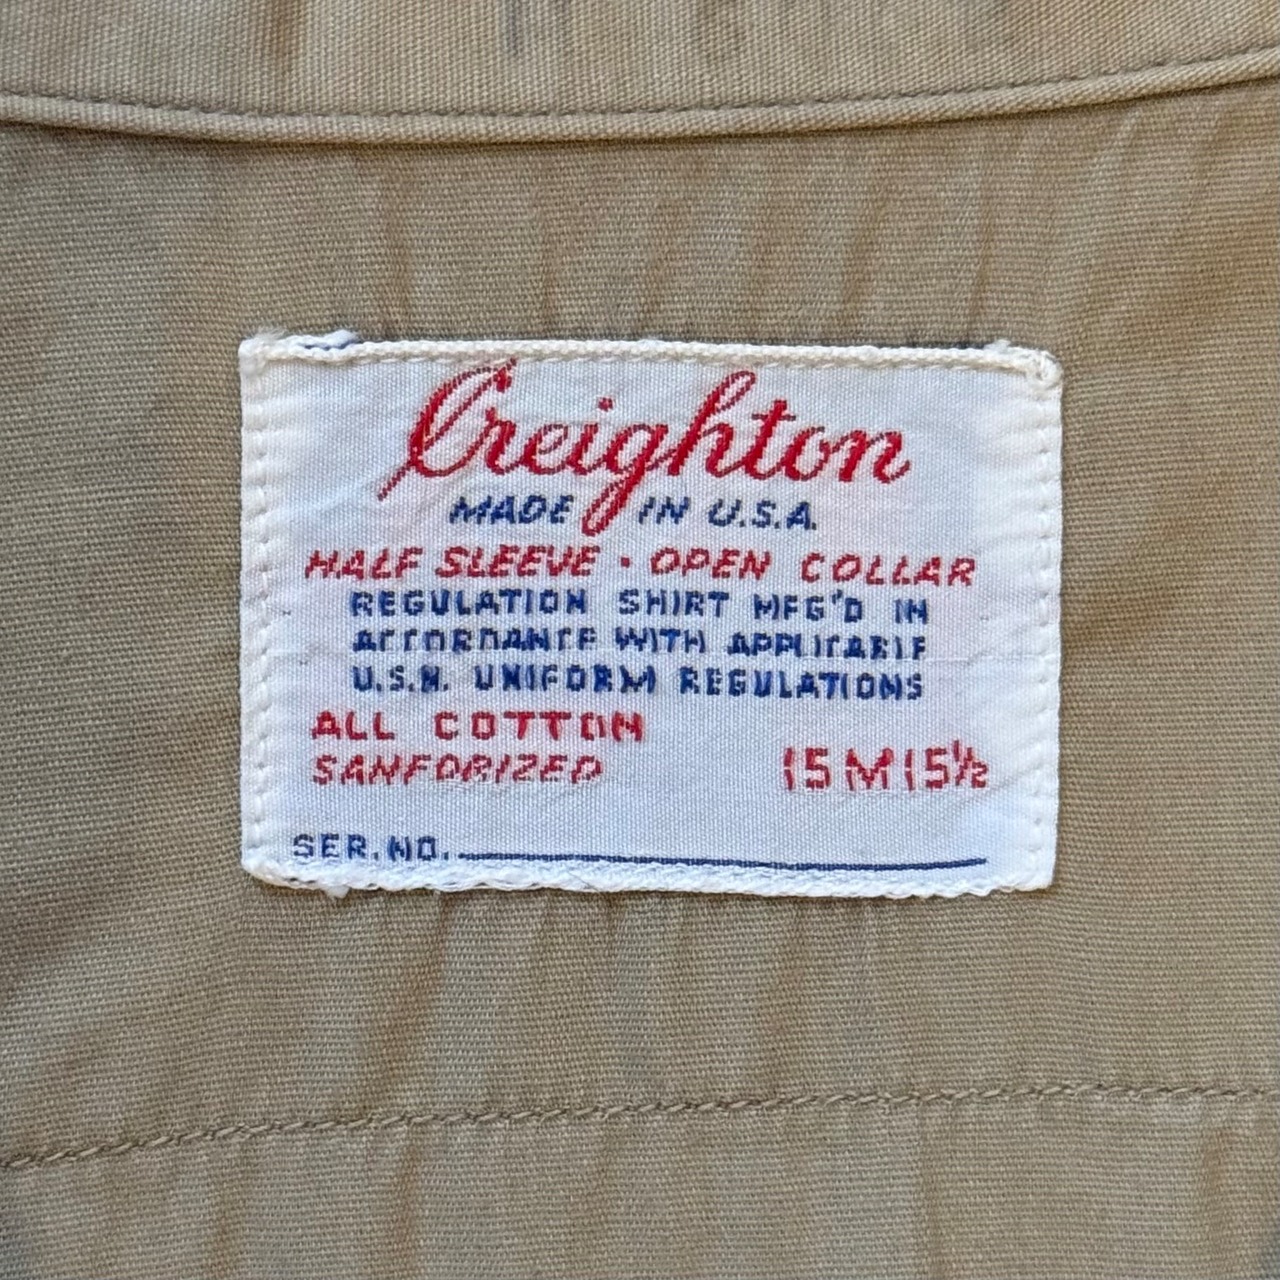 Creighton
MADE IN U.S.A.
HALF SLEEVE · OPEN COLLAR
REGULATION SHIRT MFG'D IN
ACCORDANCE WITH APPLICABLE
U.S.N. UNIFORM REGULATIONS
ALL COTTON
SANFORIZED 15 M 15½
SER. NO.